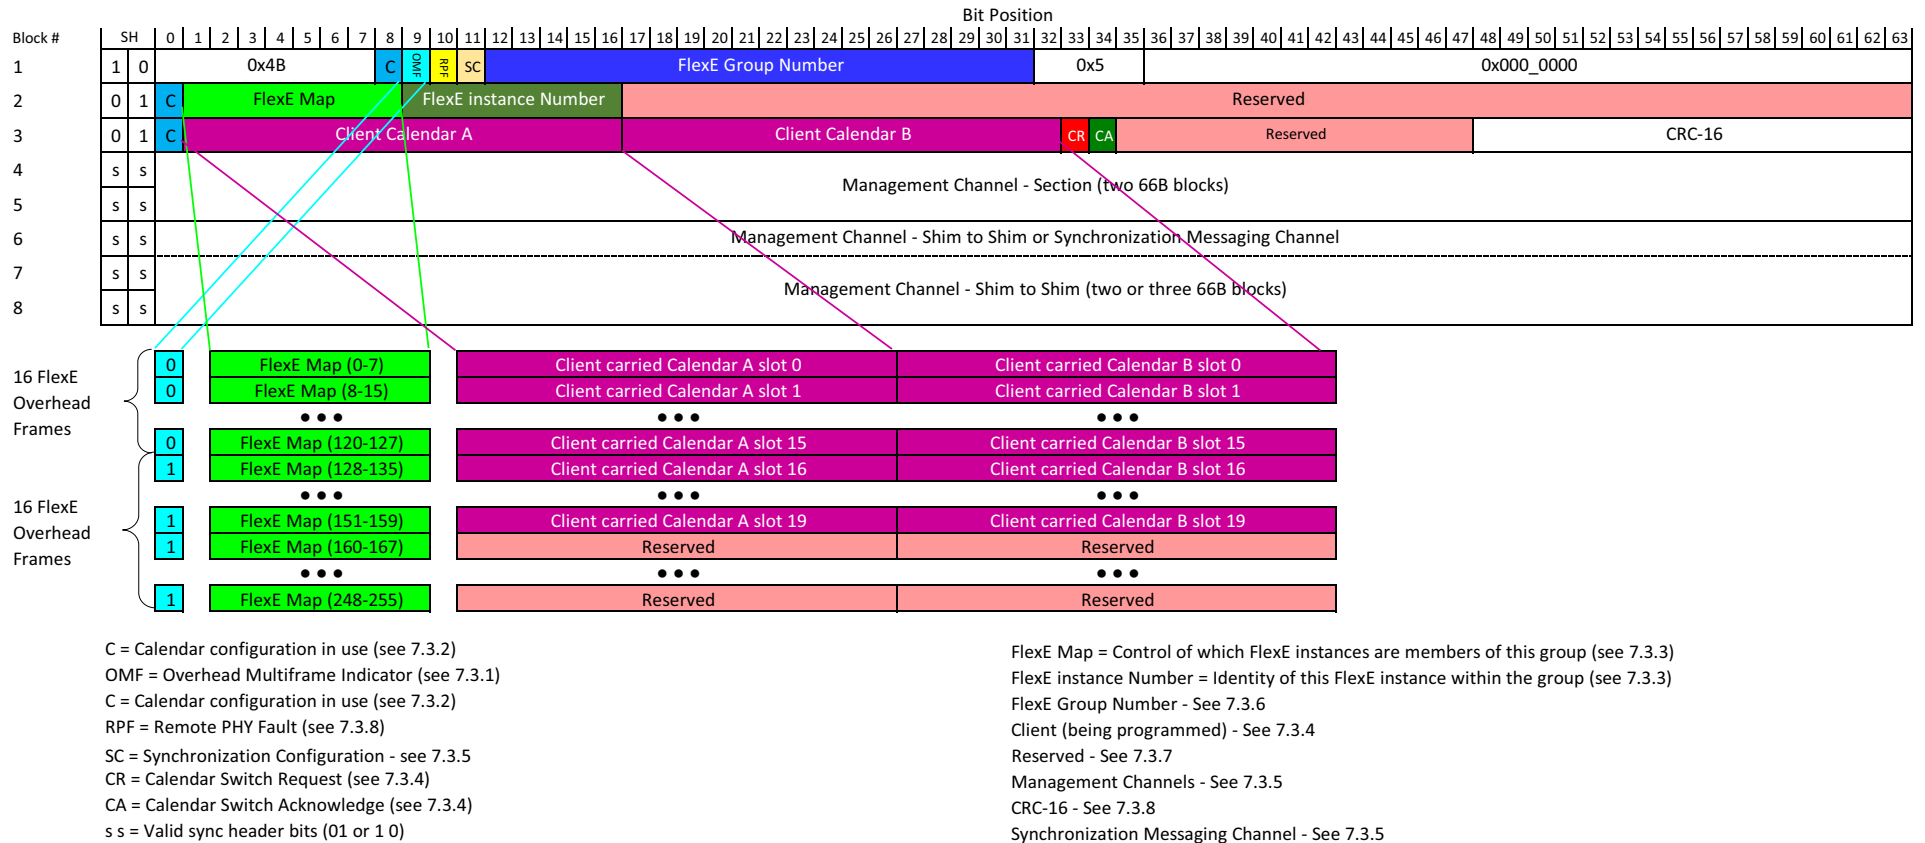 Bit Position
Block # SH 0 1 2 3 4 5 6 7 8 9 10 11 12 13 14 15 16 17 18 19 20 21 22 23 24 25 26 27 28 29 30 31 32 33 34 35 36 37 38 39 40 41 42 43 44 45 46 47 48 49 50 51 52 53 54 55 56 57 58 59 60 61 62 63
1 1 0 0x4B C OMF RPF SC FlexE Group Number 0x5 0x000_0000
2 0 1 C FlexE Map FlexE instance Number Reserved
3 0 1 C Client Calendar A Client Calendar B CR CA Reserved CRC-16
4 s s
Management Channel - Section (two 66B blocks)
5 s s
6 s s Management Channel - Shim to Shim or Synchronization Messaging Channel
7 s s
Management Channel - Shim to Shim (two or three 66B blocks)
8 s s
16 FlexE
Overhead
Frames
0 FlexE Map (0-7) Client carried Calendar A slot 0 Client carried Calendar B slot 0
0 FlexE Map (8-15) Client carried Calendar A slot 1 Client carried Calendar B slot 1
••• ••• •••
0 FlexE Map (120-127) Client carried Calendar A slot 15 Client carried Calendar B slot 15
16 FlexE
Overhead
Frames
1 FlexE Map (128-135) Client carried Calendar A slot 16 Client carried Calendar B slot 16
••• ••• •••
1 FlexE Map (151-159) Client carried Calendar A slot 19 Client carried Calendar B slot 19
1 FlexE Map (160-167) Reserved Reserved
••• ••• •••
1 FlexE Map (248-255) Reserved Reserved
C = Calendar configuration in use (see 7.3.2)
OMF = Overhead Multiframe Indicator (see 7.3.1)
C = Calendar configuration in use (see 7.3.2)
RPF = Remote PHY Fault (see 7.3.8)
SC = Synchronization Configuration - see 7.3.5
CR = Calendar Switch Request (see 7.3.4)
CA = Calendar Switch Acknowledge (see 7.3.4)
s s = Valid sync header bits (01 or 1 0)
FlexE Map = Control of which FlexE instances are members of this group (see 7.3.3)
FlexE instance Number = Identity of this FlexE instance within the group (see 7.3.3)
FlexE Group Number - See 7.3.6
Client (being programmed) - See 7.3.4
Reserved - See 7.3.7
Management Channels - See 7.3.5
CRC-16 - See 7.3.8
Synchronization Messaging Channel - See 7.3.5